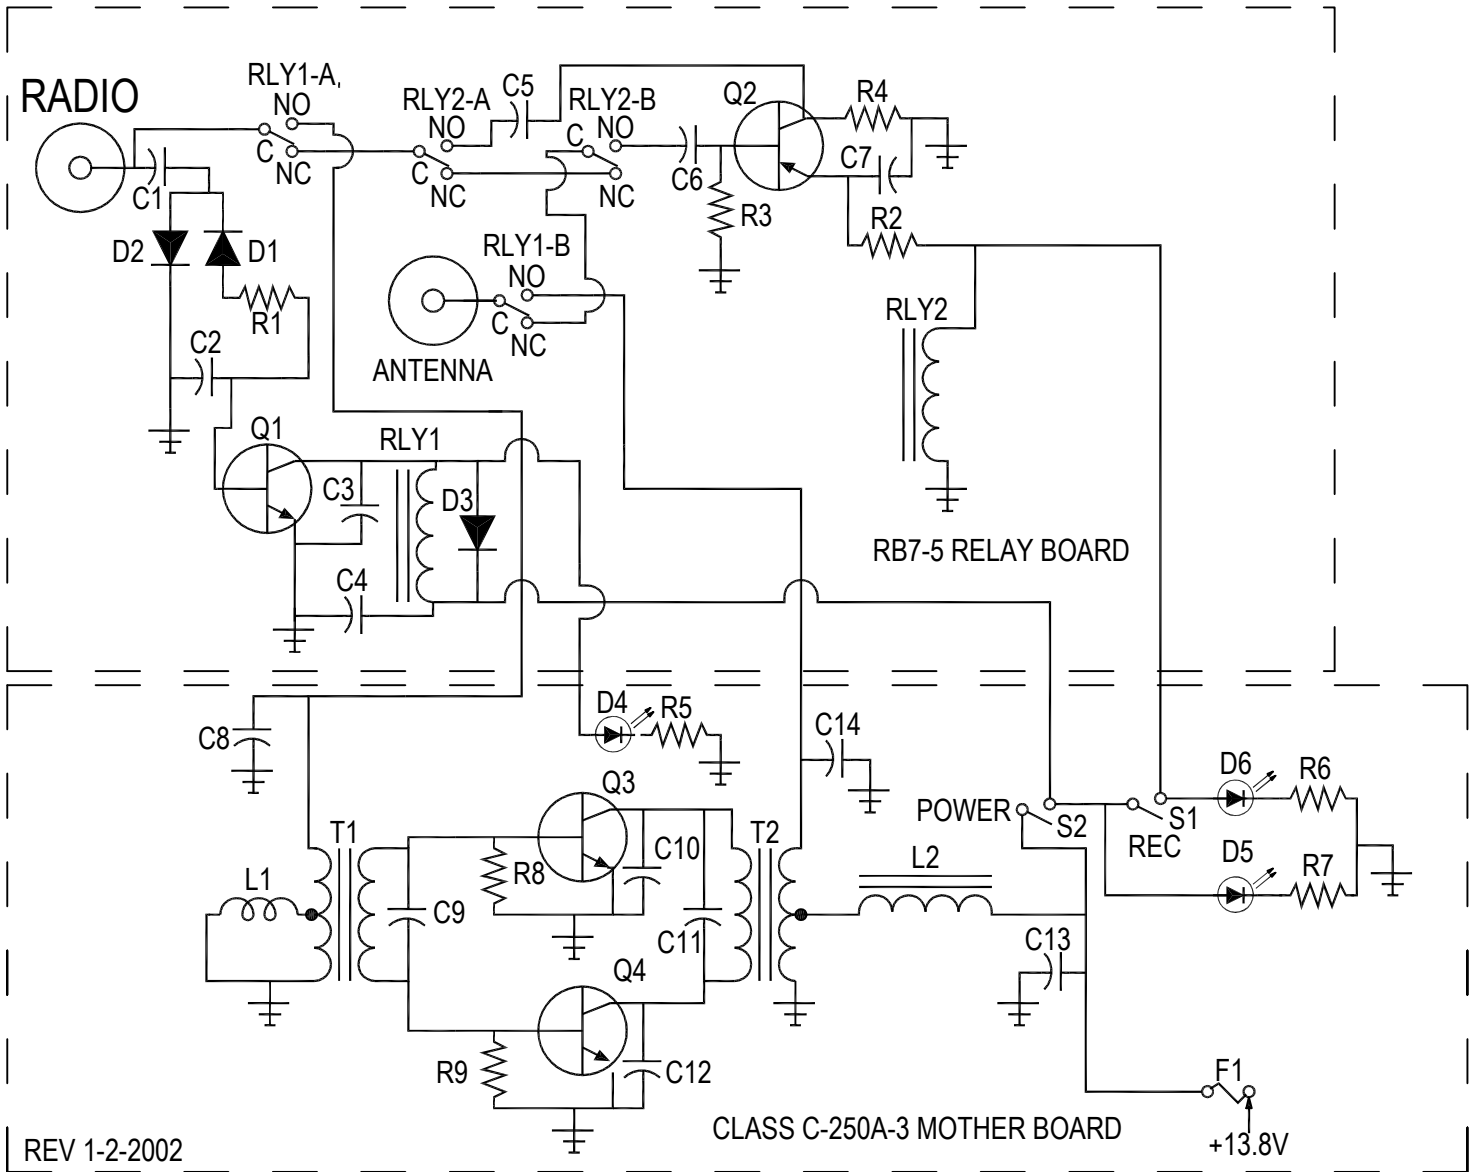 RLY1-A,
NO
C
NC
RADIO
C1
D2
D1
R1
C2
RLY2-A
NO
C
NC
C5
RLY2-B
NO
C
NC
C6
R3
Q2
R4
C7
R2
RLY1-B
NO
C
NC
ANTENNA
RLY2
Q1
RLY1
C3
D3
C4
RB7-5 RELAY BOARD
C8
D4
R5
C14
Q3
T1
L1
R8
C10
C9
C11
T2
Q4
R9
C12
POWER
S2
S1
REC
D6
R6
D5
R7
L2
C13
F1
+13.8V
CLASS C-250A-3 MOTHER BOARD
REV 1-2-2002